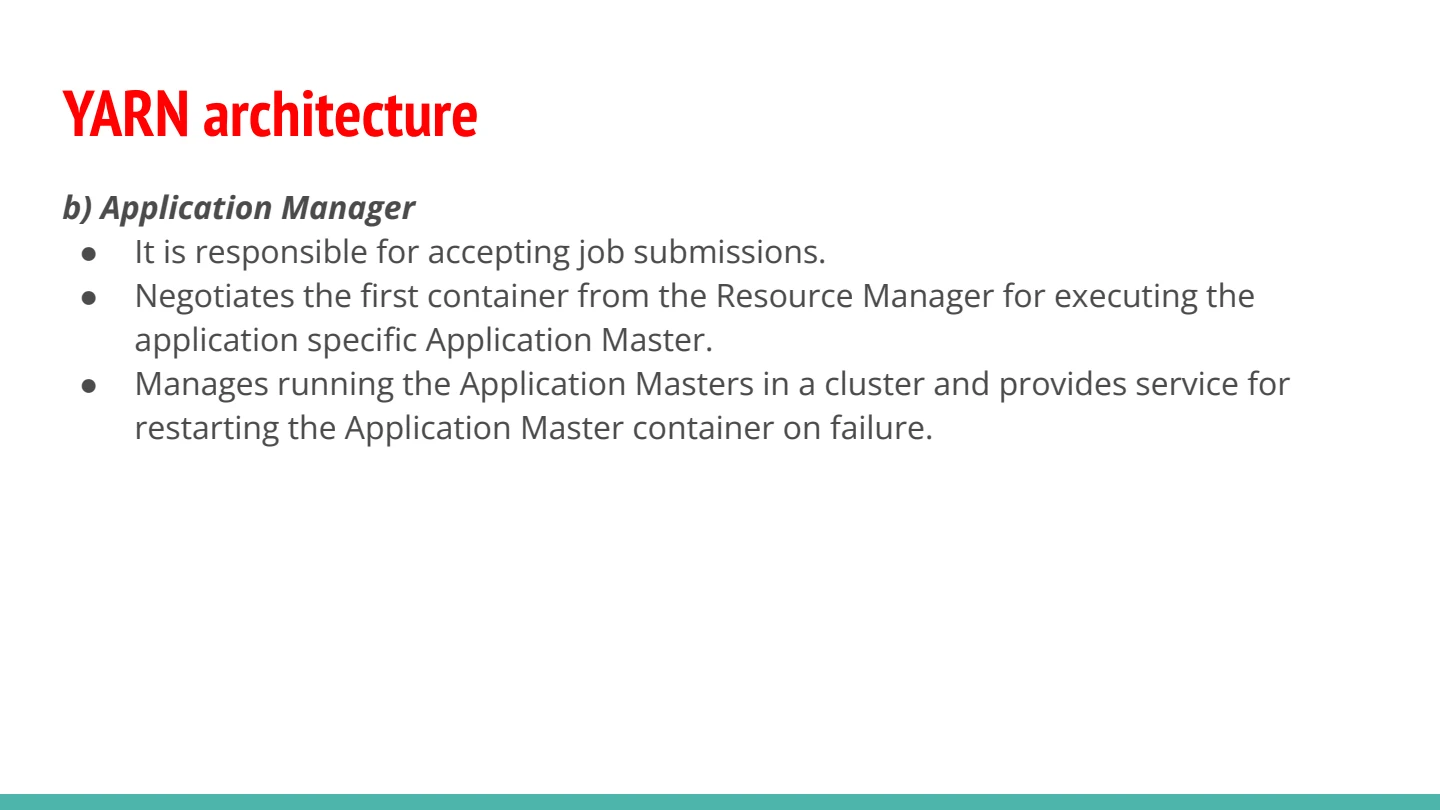 YARN architecture
b) Application Manager
● It is responsible for accepting job submissions.
● Negotiates the first container from the Resource Manager for executing the
application specific Application Master.
● Manages running the Application Masters in a cluster and provides service for
restarting the Application Master container on failure.